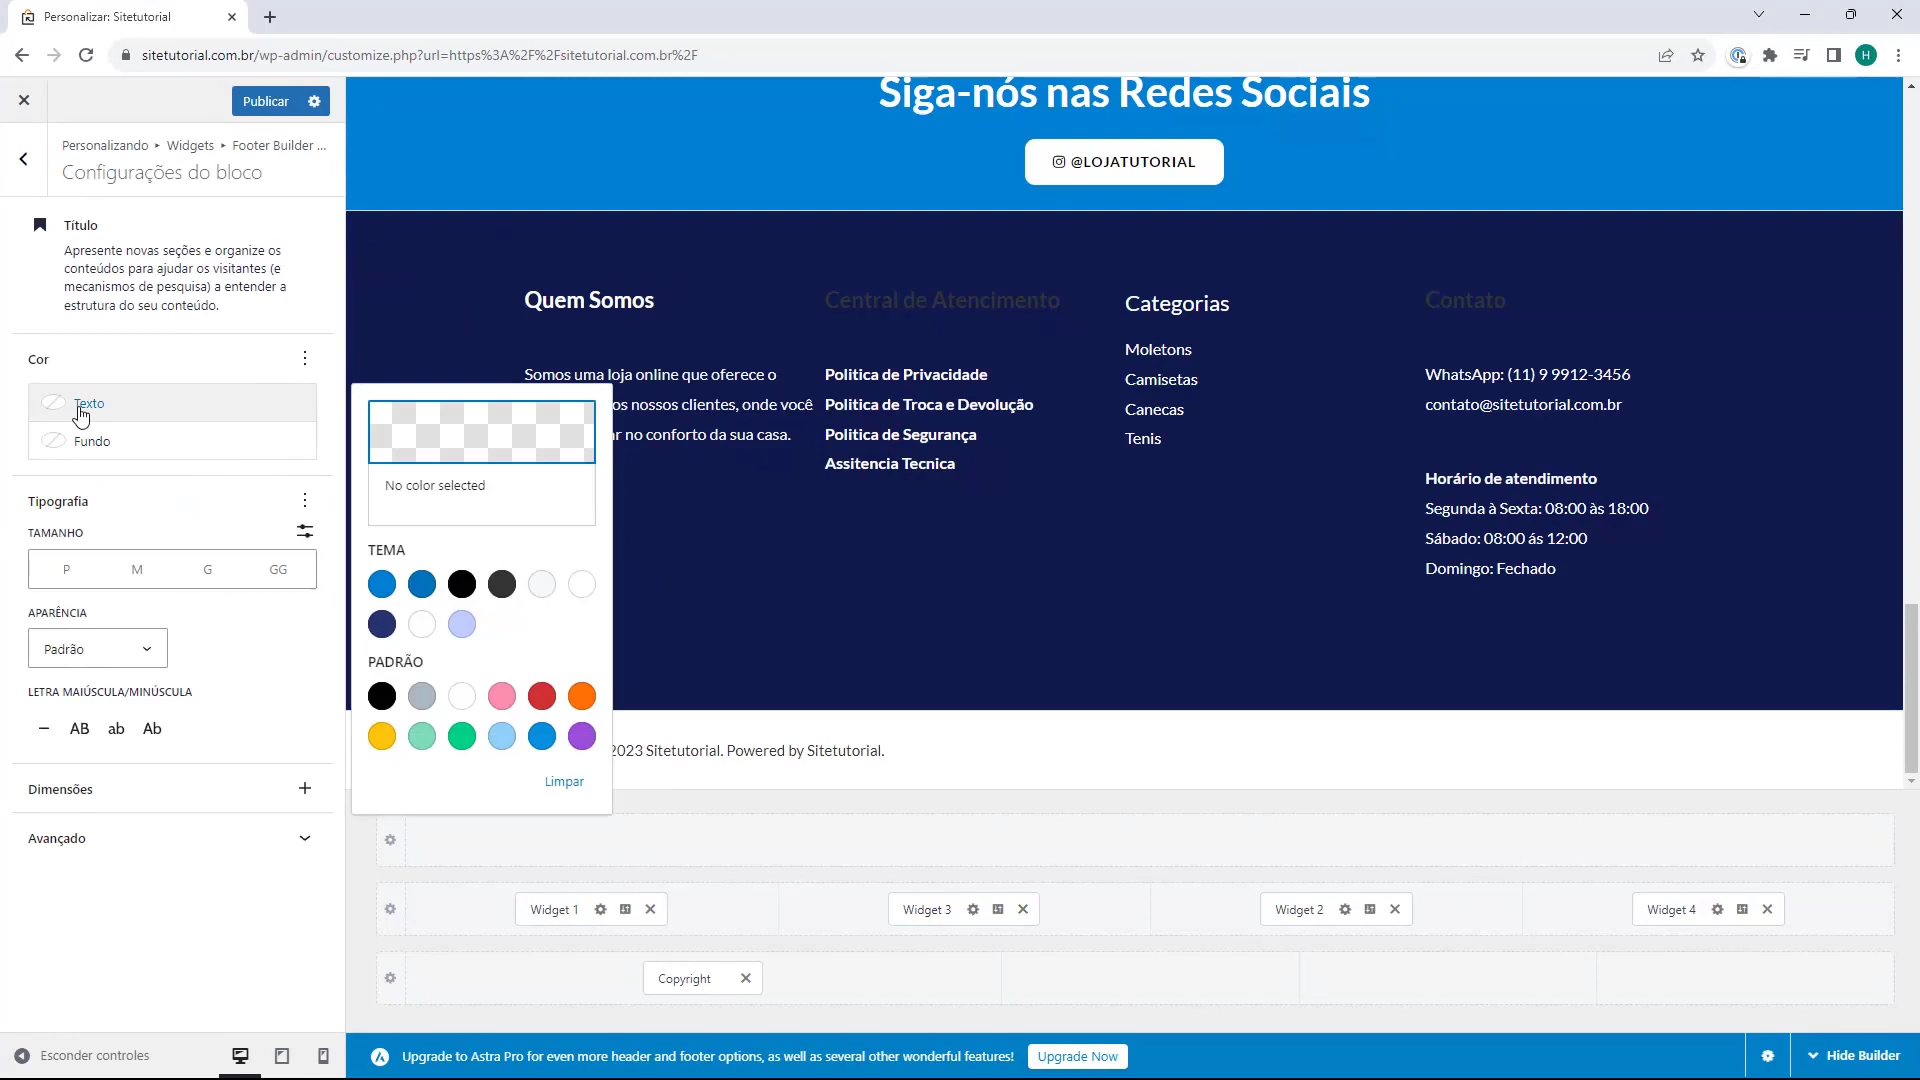 Personalizar: Sitetutorial
sitetutorial.com.br/wp-admin/customize.php?url=https%3A%2F%2Fsitetutorial.com.br%2F
H
Publicar
Personalizando ▸ Widgets ▸ Footer Builder ...
Configurações do bloco
Título
Apresente novas seções e organize os
conteúdos para ajudar os visitantes (e
mecanismos de pesquisa) a entender a
estrutura do seu conteúdo.
Cor
Texto
Fundo
Tipografia
TAMANHO
P M G GG
APARÊNCIA
Padrão
LETRA MAIÚSCULA/MINÚSCULA
AB ab Ab
Dimensões
Avançado
Esconder controles
No color selected
TEMA
PADRÃO
Limpar
Siga-nós nas Redes Sociais
@LOJATUTORIAL
Quem Somos
Somos uma loja online que oferece o
os nossos clientes, onde você
no conforto da sua casa.
Central de Atencimento
Politica de Privacidade
Politica de Troca e Devolução
Politica de Segurança
Assitencia Tecnica
Categorias
Moletons
Camisetas
Canecas
Tenis
Contato
WhatsApp: (11) 9 9912-3456
contato@sitetutorial.com.br
Horário de atendimento
Segunda à Sexta: 08:00 às 18:00
Sábado: 08:00 ás 12:00
Domingo: Fechado
2023 Sitetutorial. Powered by Sitetutorial.
Widget 1
Widget 3
Widget 2
Widget 4
Copyright
Upgrade to Astra Pro for even more header and footer options, as well as several other wonderful features!
Upgrade Now
Hide Builder